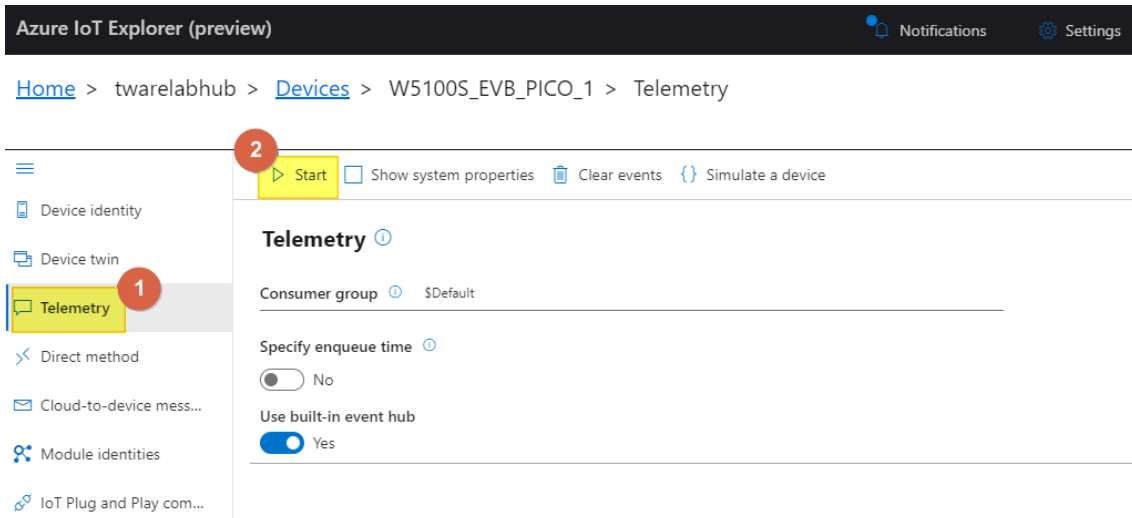 Azure IoT Explorer (preview)
Notifications
Settings
Home > twarelabhub > Devices > W5100S_EVB_PICO_1 > Telemetry
2
Start
Show system properties
Clear events
{} Simulate a device
Device identity
Device twin
1
Telemetry
Direct method
Cloud-to-device mess...
Module identities
IoT Plug and Play com...
Telemetry
Consumer group $Default
Specify enqueue time
No
Use built-in event hub
Yes